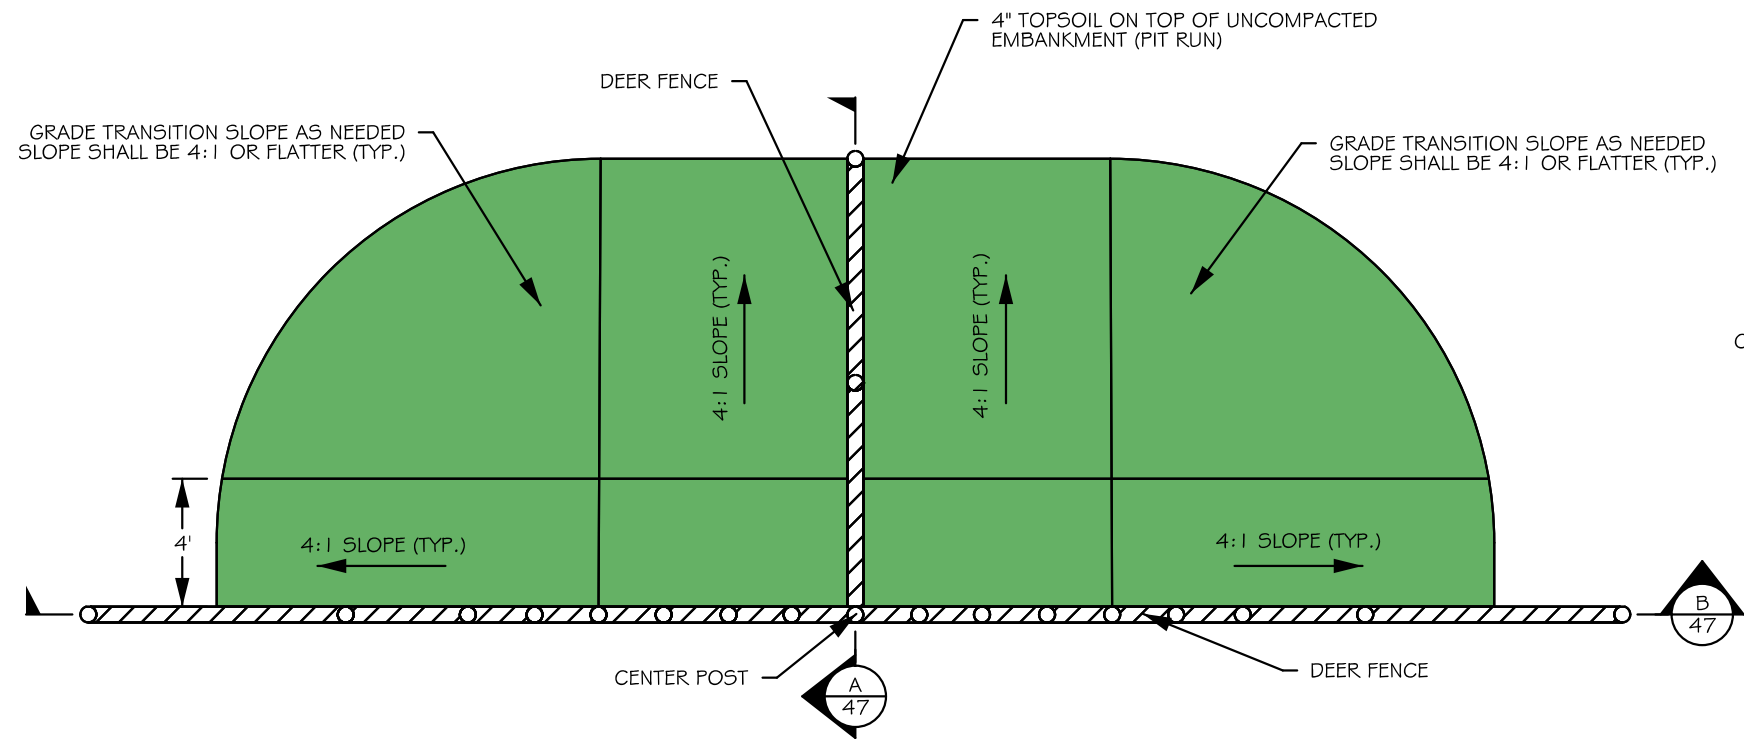 4" TOPSOIL ON TOP OF UNCOMPACTED
EMBANKMENT (PIT RUN)
DEER FENCE
GRADE TRANSITION SLOPE AS NEEDED
SLOPE SHALL BE 4:1 OR FLATTER (TYP.)
GRADE TRANSITION SLOPE AS NEEDED
SLOPE SHALL BE 4:1 OR FLATTER (TYP.)
4:1 SLOPE (TYP.)
4:1 SLOPE (TYP.)
4'
4:1 SLOPE (TYP.)
4:1 SLOPE (TYP.)
B
47
CENTER POST
DEER FENCE
A
47